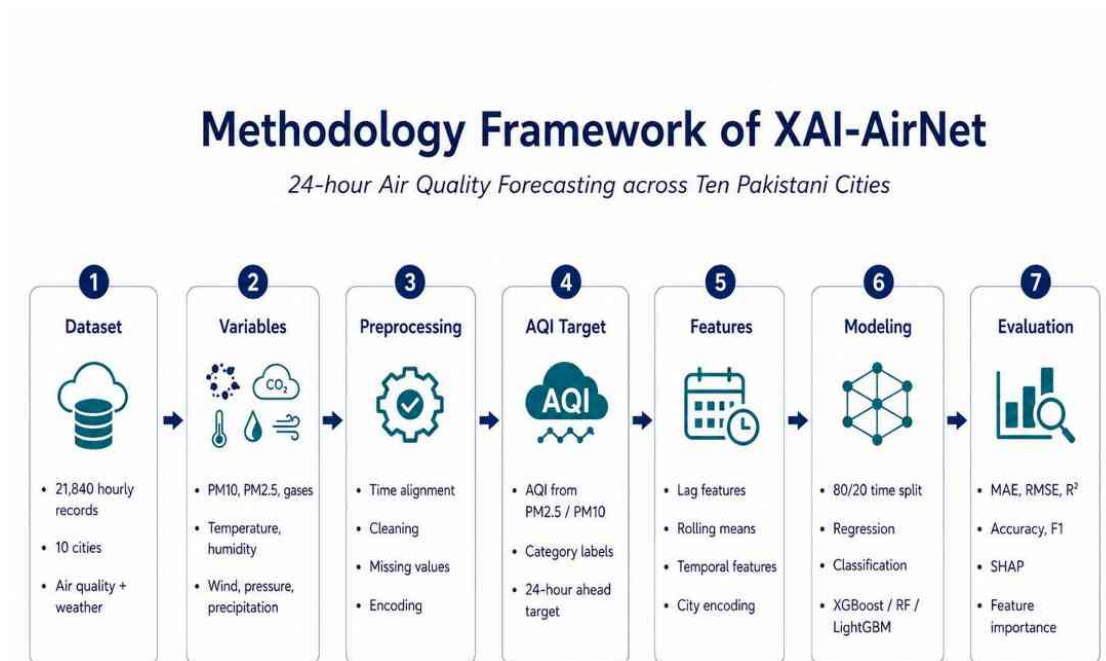 Methodology Framework of XAI-AirNet
24-hour Air Quality Forecasting across Ten Pakistani Cities
1
Dataset
• 21,840 hourly
records
• 10 cities
• Air quality +
weather
2
Variables
CO₂
• PM10, PM2.5, gases
• Temperature,
humidity
• Wind, pressure,
precipitation
3
Preprocessing
• Time alignment
• Cleaning
• Missing values
• Encoding
4
AQI Target
AQI
• AQI from
PM2.5 / PM10
• Category labels
• 24-hour ahead
target
5
Features
• Lag features
• Rolling means
• Temporal features
• City encoding
6
Modeling
• 80/20 time split
• Regression
• Classification
• XGBoost / RF /
LightGBM
7
Evaluation
• MAE, RMSE, R²
• Accuracy, F1
• SHAP
• Feature
importance